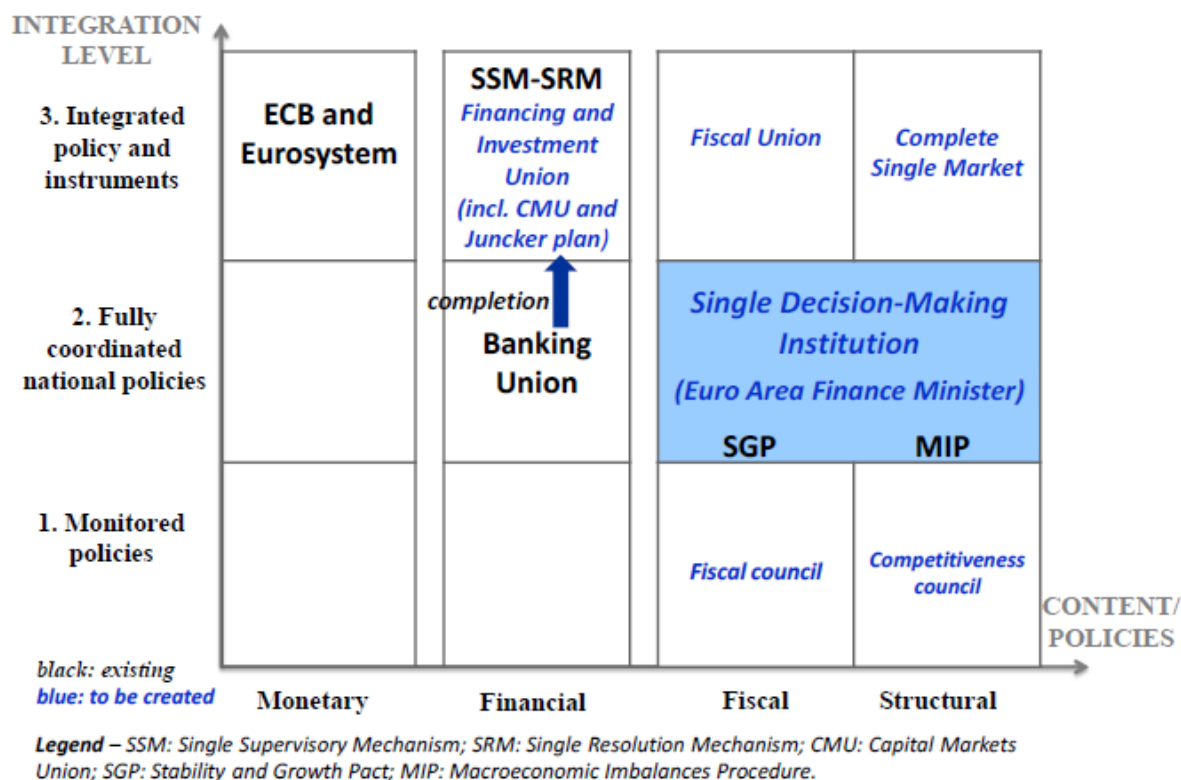 INTEGRATION
LEVEL
3. Integrated
policy and
instruments
ECB and
Eurosystem
SSM-SRM
Financing and
Investment
Union
(incl. CMU and
Juncker plan)
Fiscal Union
Complete
Single Market
2. Fully
coordinated
national policies
completion
Banking
Union
Single Decision-Making
Institution
(Euro Area Finance Minister)
SGP
MIP
1. Monitored
policies
Fiscal council
Competitiveness
council
CONTENT/
POLICIES
black: existing
blue: to be created
Monetary
Financial
Fiscal
Structural
Legend – SSM: Single Supervisory Mechanism; SRM: Single Resolution Mechanism; CMU: Capital Markets
Union; SGP: Stability and Growth Pact; MIP: Macroeconomic Imbalances Procedure.